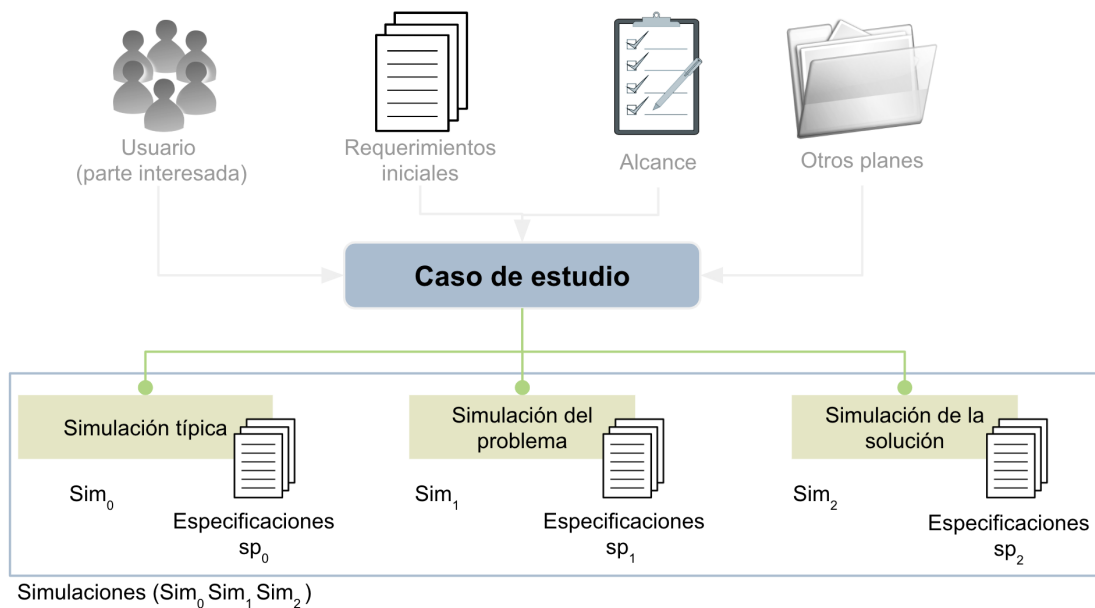 Usuario
(parte interesada)
Requerimientos
iniciales
Alcance
Otros planes
Caso de estudio
Simulación típica
Simulación del
problema
Simulación de la
solución
Sim₀
Especificaciones
sp₀
Sim₁
Especificaciones
sp₁
Sim₂
Especificaciones
sp₂
Simulaciones (Sim₀ Sim₁ Sim₂)